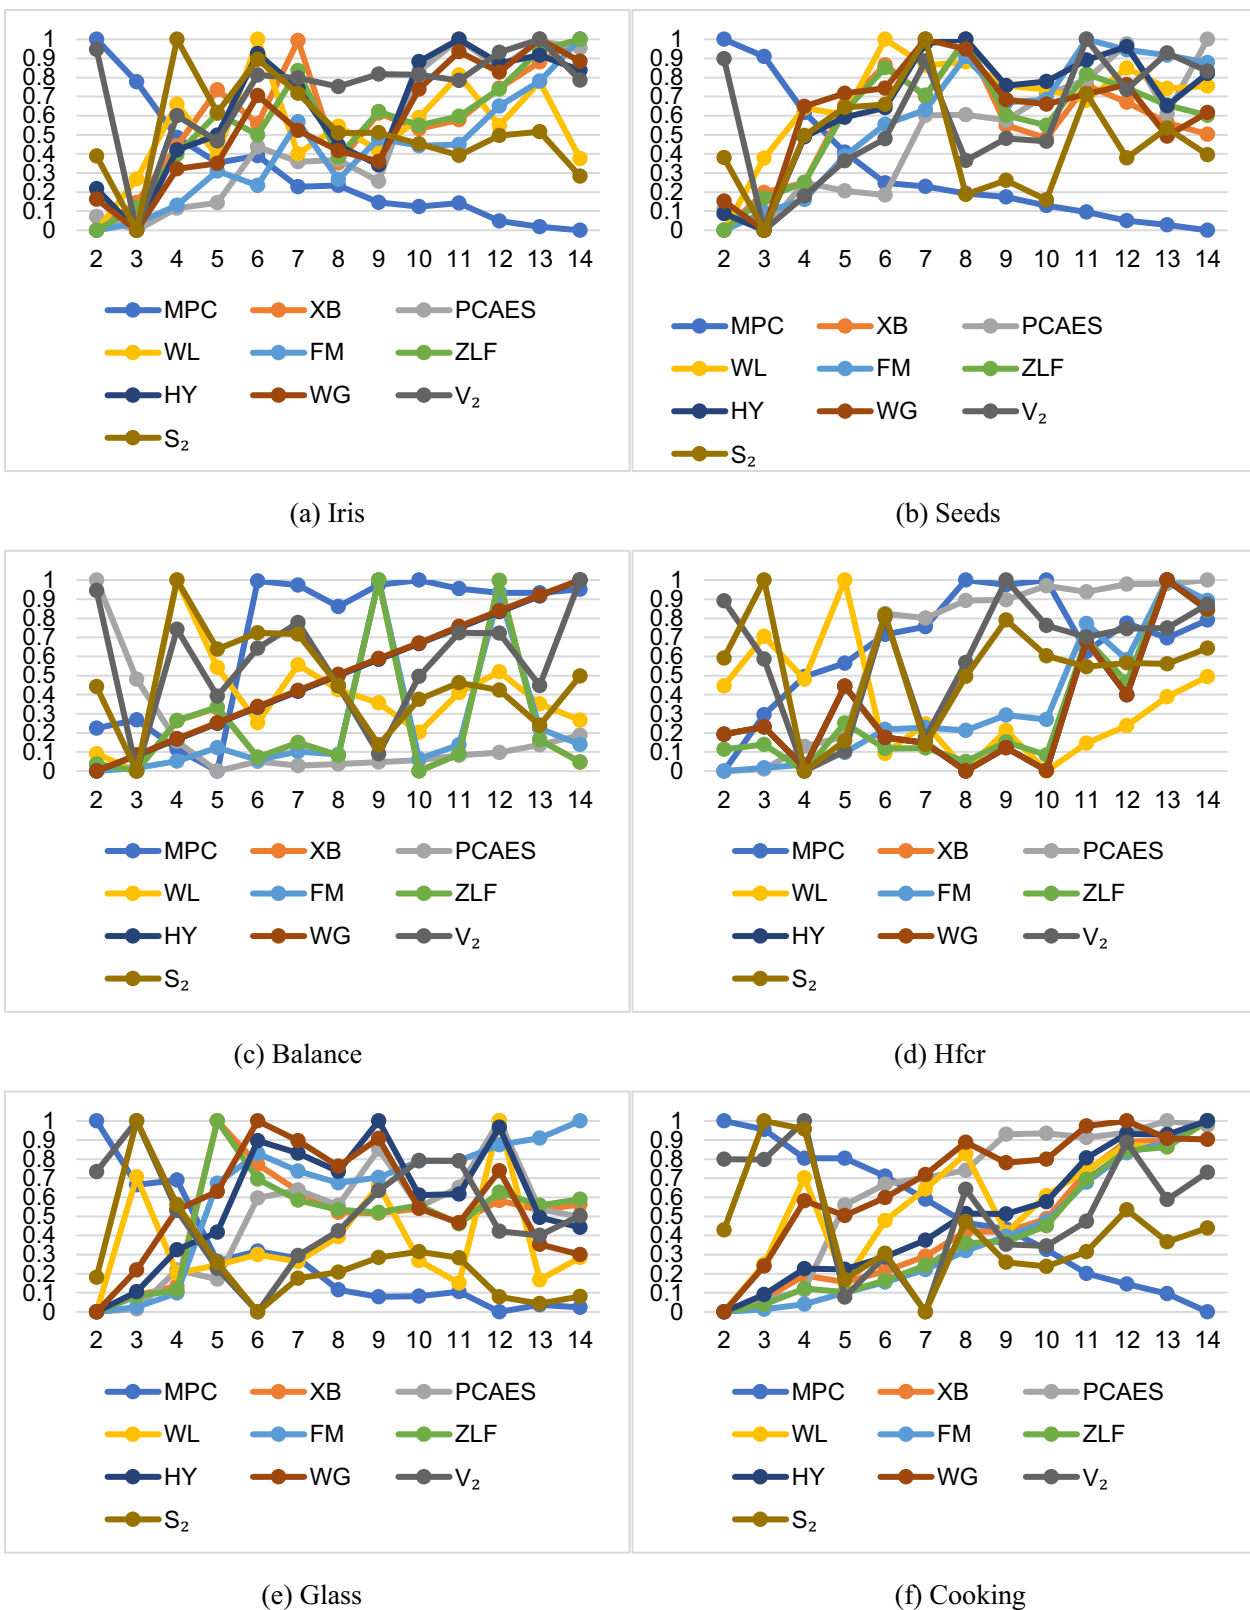 1
0.9
0.8
0.7
0.6
0.5
0.4
0.3
0.2
0.1
0
2 3 4 5 6 7 8 9 10 11 12 13 14
MPC XB PCAES
WL FM ZLF
HY WG V₂
S₂
(a) Iris
1
0.9
0.8
0.7
0.6
0.5
0.4
0.3
0.2
0.1
0
2 3 4 5 6 7 8 9 10 11 12 13 14
MPC XB PCAES
WL FM ZLF
HY WG V₂
S₂
(b) Seeds
1
0.9
0.8
0.7
0.6
0.5
0.4
0.3
0.2
0.1
0
2 3 4 5 6 7 8 9 10 11 12 13 14
MPC XB PCAES
WL FM ZLF
HY WG V₂
S₂
(c) Balance
1
0.9
0.8
0.7
0.6
0.5
0.4
0.3
0.2
0.1
0
2 3 4 5 6 7 8 9 10 11 12 13 14
MPC XB PCAES
WL FM ZLF
HY WG V₂
S₂
(d) Hfcr
1
0.9
0.8
0.7
0.6
0.5
0.4
0.3
0.2
0.1
0
2 3 4 5 6 7 8 9 10 11 12 13 14
MPC XB PCAES
WL FM ZLF
HY WG V₂
S₂
(e) Glass
1
0.9
0.8
0.7
0.6
0.5
0.4
0.3
0.2
0.1
0
2 3 4 5 6 7 8 9 10 11 12 13 14
MPC XB PCAES
WL FM ZLF
HY WG V₂
S₂
(f) Cooking